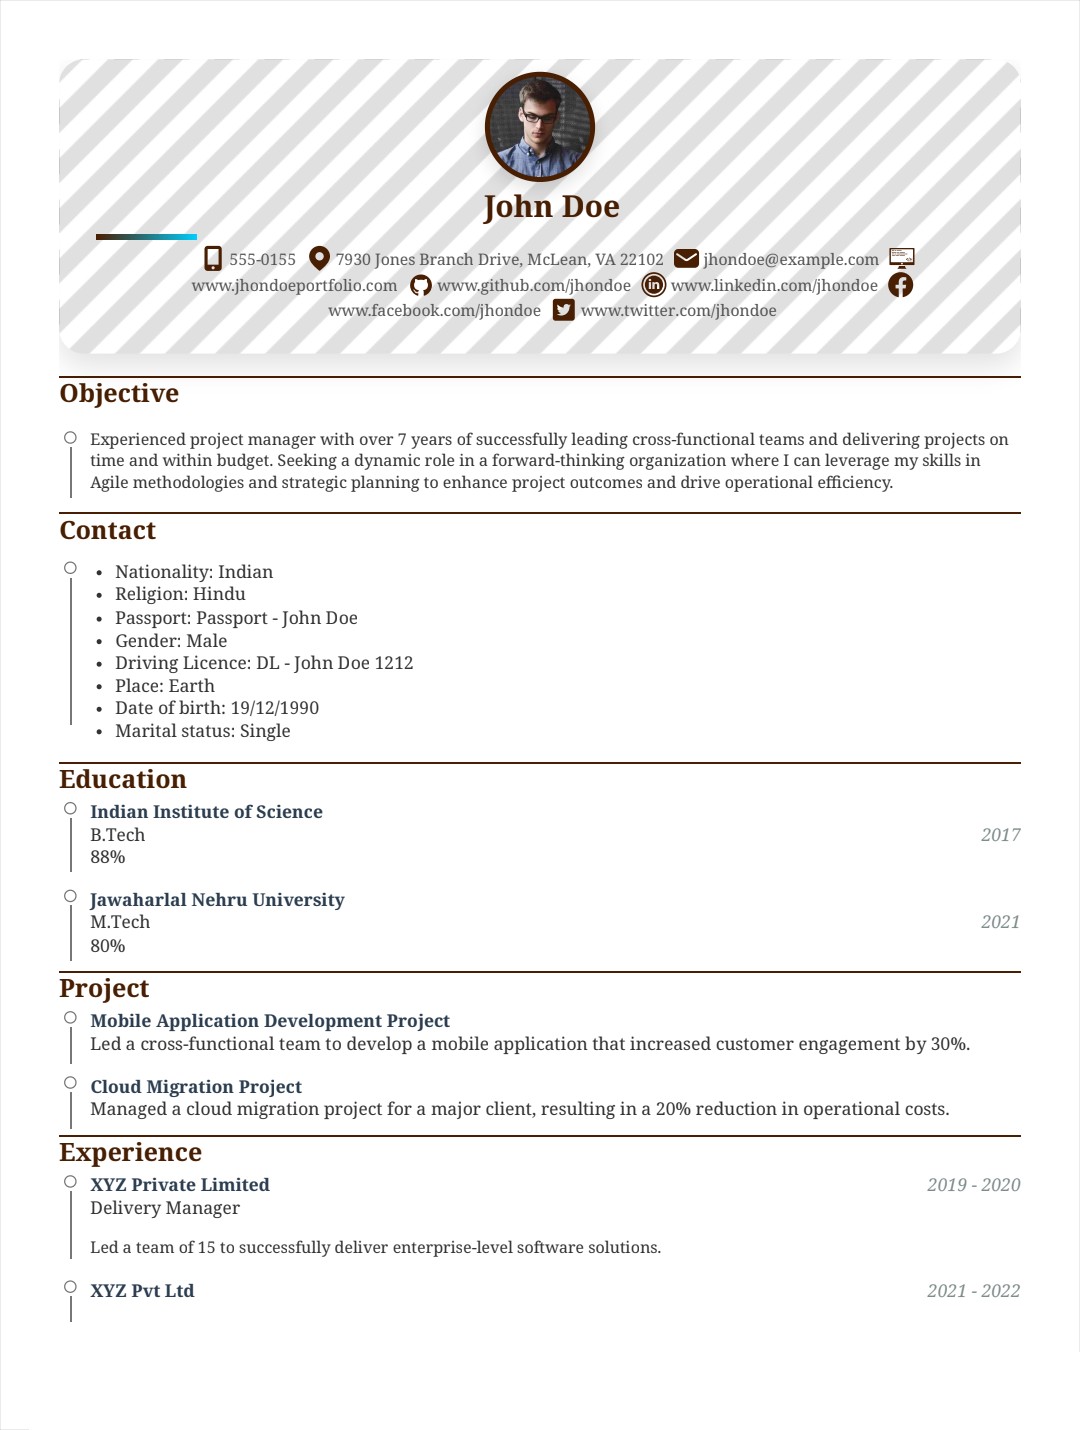 John Doe
555-0155 7930 Jones Branch Drive, McLean, VA 22102 jhondoe@example.com
www.jhondoeportfolio.com www.github.com/jhondoe www.linkedin.com/jhondoe
www.facebook.com/jhondoe www.twitter.com/jhondoe
Objective
Experienced project manager with over 7 years of successfully leading cross-functional teams and delivering projects on
time and within budget. Seeking a dynamic role in a forward-thinking organization where I can leverage my skills in
Agile methodologies and strategic planning to enhance project outcomes and drive operational efficiency.
Contact
• Nationality: Indian
• Religion: Hindu
• Passport: Passport - John Doe
• Gender: Male
• Driving Licence: DL - John Doe 1212
• Place: Earth
• Date of birth: 19/12/1990
• Marital status: Single
Education
Indian Institute of Science
B.Tech 2017
88%
Jawaharlal Nehru University
M.Tech 2021
80%
Project
Mobile Application Development Project
Led a cross-functional team to develop a mobile application that increased customer engagement by 30%.
Cloud Migration Project
Managed a cloud migration project for a major client, resulting in a 20% reduction in operational costs.
Experience
XYZ Private Limited 2019 - 2020
Delivery Manager
Led a team of 15 to successfully deliver enterprise-level software solutions.
XYZ Pvt Ltd 2021 - 2022